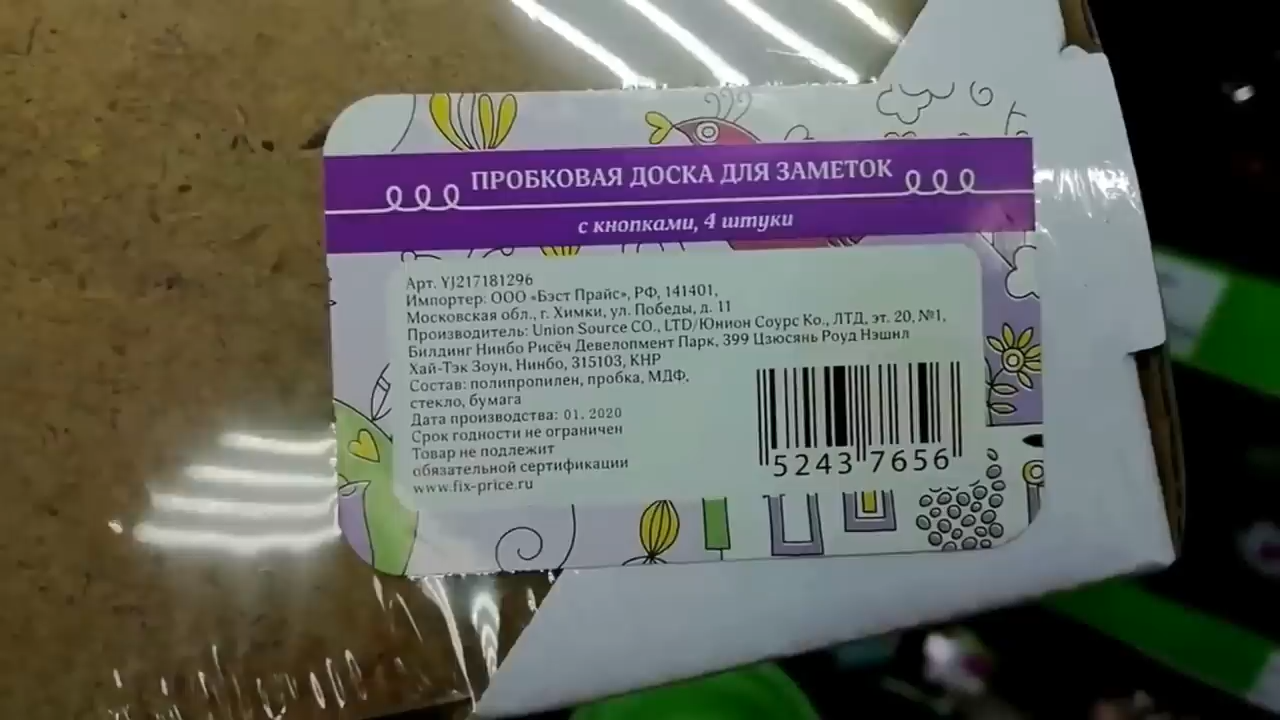 ПРОБКОВАЯ ДОСКА ДЛЯ ЗАМЕТОК
с кнопками, 4 штуки
Арт. YJ217181296
Импортер: ООО «Бэст Прайс», РФ, 141401,
Московская обл., г. Химки, ул. Победы, д. 11
Производитель: Union Source CO., LTD/Юнион Соурс Ко., ЛТД, эт. 20, №1,
Билдинг Нинбо Рисёч Девелопмент Парк, 399 Цзюсянь Роуд Нэшнл
Хай-Тэк Зоун, Нинбо, 315103, КНР
Состав: полипропилен, пробка, МДФ,
стекло, бумага
Дата производства: 01. 2020
Срок годности не ограничен
Товар не подлежит
обязательной сертификации
www.fix-price.ru
5243 7656